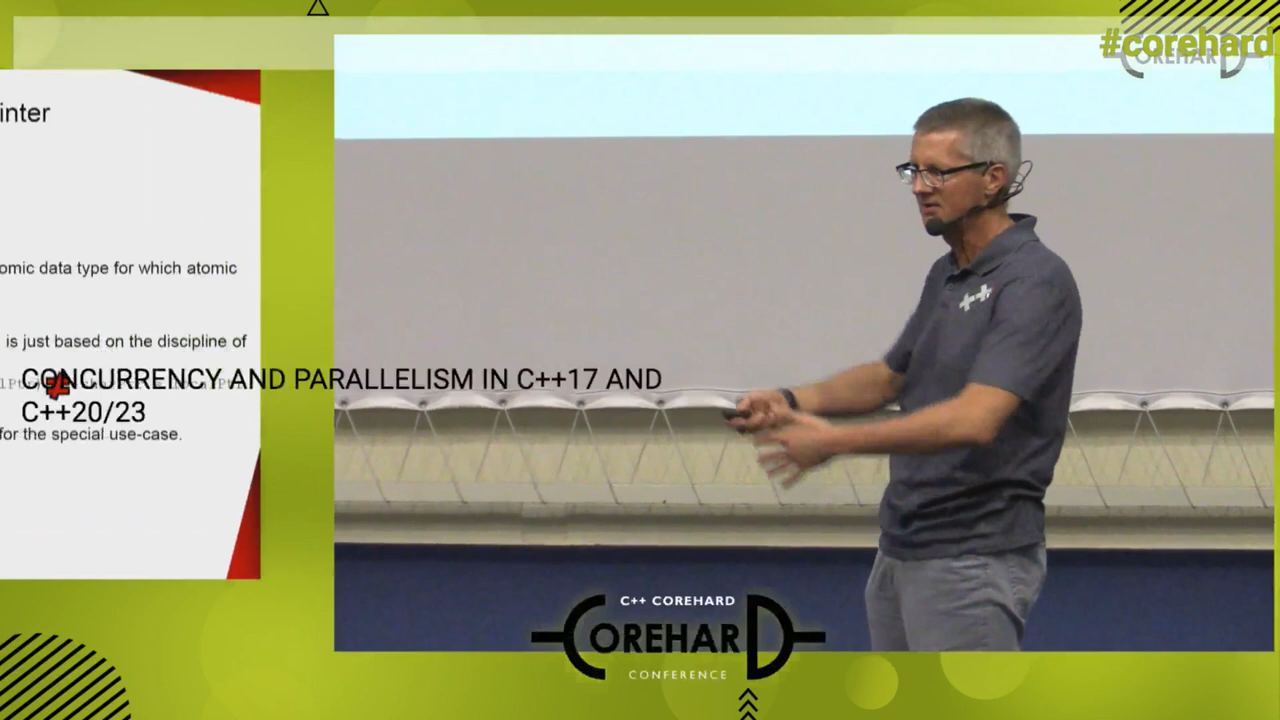 #corehard
COREHARD
inter
omic data type for which atomic
is just based on the discipline of
CONCURRENCY AND PARALLELISM IN C++17 AND
C++20/23
for the special use-case.
++
C++ COREHARD
COREHARD
CONFERENCE